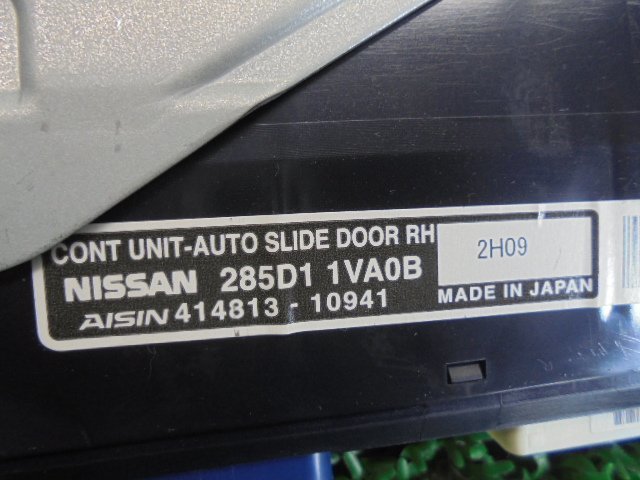 CONT UNIT-AUTO SLIDE DOOR RH
2H09
NISSAN 285D1 1VA0B
MADE IN JAPAN
AISIN 414813 - 10941